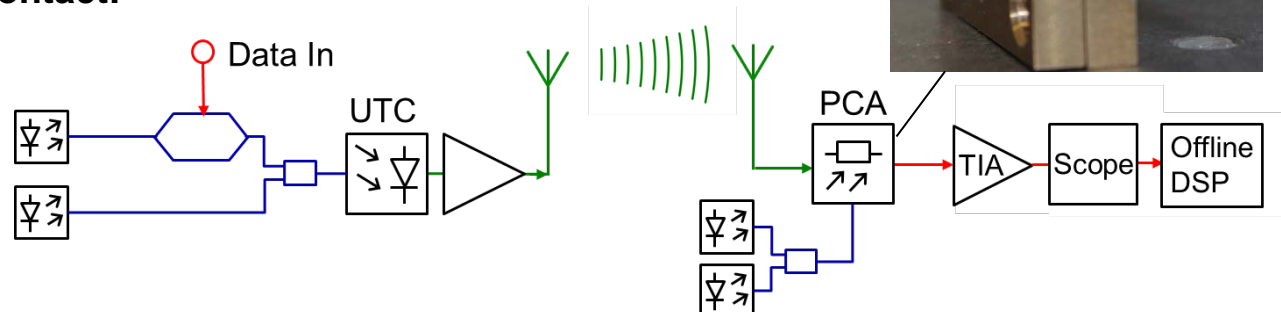 Data In
UTC
PCA
TIA
Scope
Offline
DSP